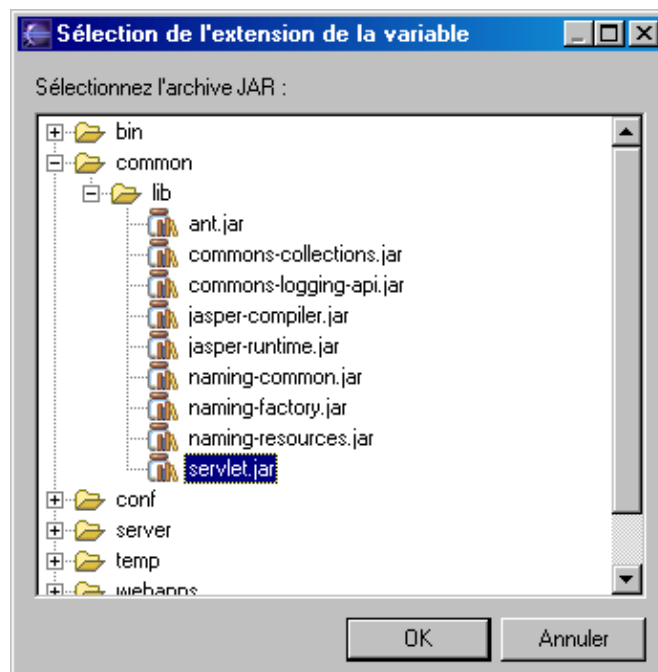 Sélection de l'extension de la variable
Sélectionnez l'archive JAR :
bin
common
lib
ant.jar
commons-collections.jar
commons-logging-api.jar
jasper-compiler.jar
jasper-runtime.jar
naming-common.jar
naming-factory.jar
naming-resources.jar
servlet.jar
conf
server
temp
webapps
OK Annuler